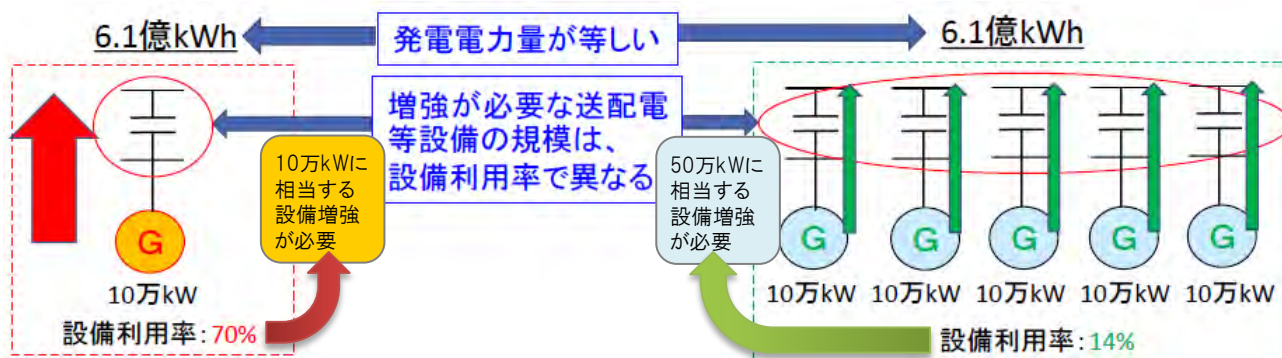 6.1億kWh
発電電力量が等しい
6.1億kWh
増強が必要な送配電
等設備の規模は、
設備利用率で異なる
10万kWに
相当する
設備増強
が必要
50万kWに
相当する
設備増強
が必要
G
10万kW
設備利用率：70%
G
G
G
G
G
10万kW
10万kW
10万kW
10万kW
10万kW
設備利用率：14%